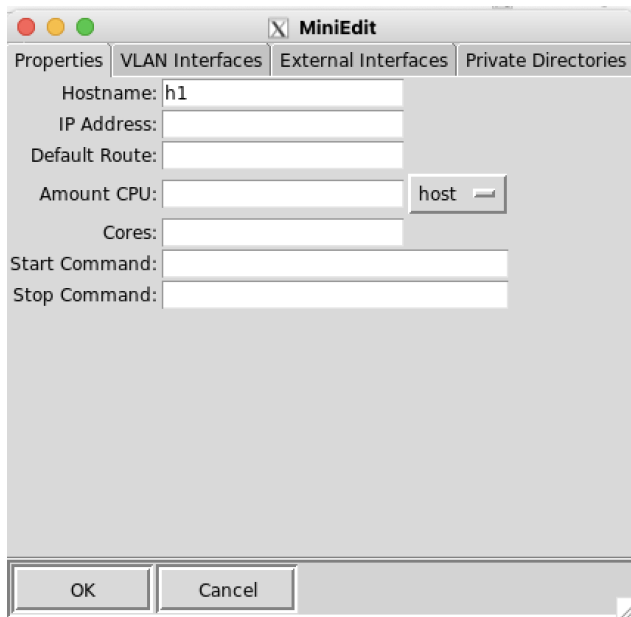 MiniEdit
Properties VLAN Interfaces External Interfaces Private Directories
Hostname: h1
IP Address:
Default Route:
Amount CPU: host
Cores:
Start Command:
Stop Command:
OK Cancel